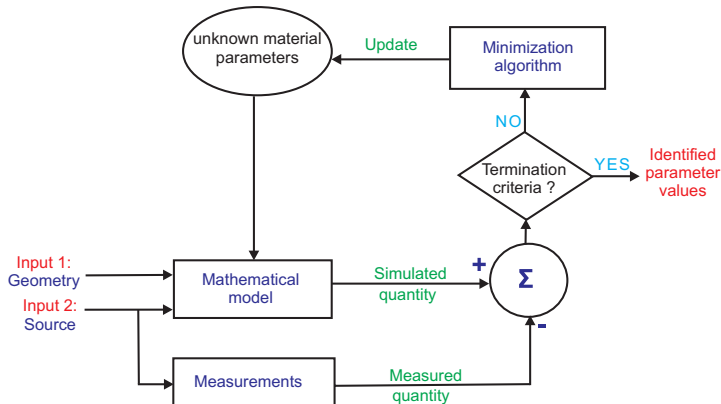 unknown material
parameters
Update
Minimization
algorithm
NO
Termination
criteria ?
YES
Identified
parameter
values
Input 1:
Geometry
Input 2:
Source
Mathematical
model
Simulated
quantity
+
Σ
-
Measurements
Measured
quantity